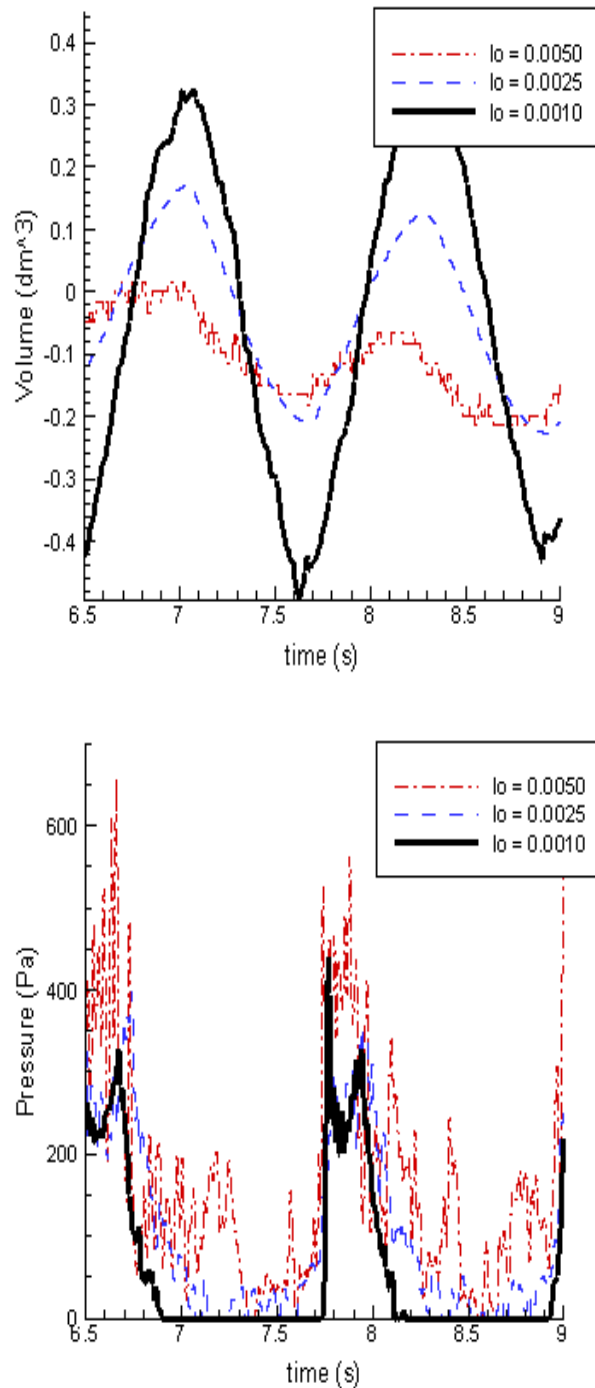 0.4
0.3
0.2
0.1
0
-0.1
-0.2
-0.3
-0.4
Volume (dm^3)
6.5 7 7.5 8 8.5 9
time (s)
lo = 0.0050
lo = 0.0025
lo = 0.0010
600
400
200
0
Pressure (Pa)
6.5 7 7.5 8 8.5 9
time (s)
lo = 0.0050
lo = 0.0025
lo = 0.0010